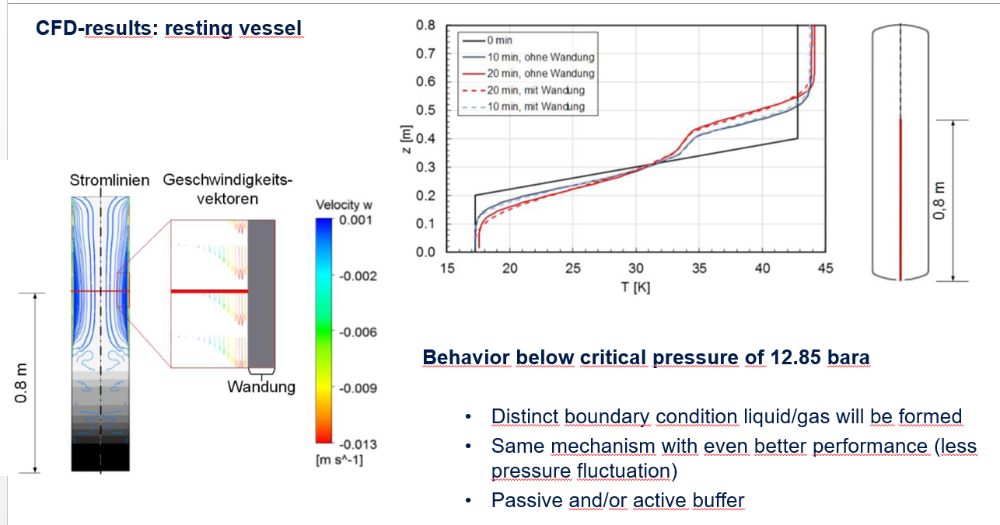 CFD-results: resting vessel
Stromlinien
Geschwindigkeits-
vektoren
Velocity w
0.001
-0.002
-0.006
-0.009
-0.013
[m s^-1]
Wandung
0.8 m
0.8
0.7
0.6
0.5
0.4
0.3
0.2
0.1
0.0
z [m]
0 min
10 min, ohne Wandung
20 min, ohne Wandung
20 min, mit Wandung
10 min, mit Wandung
15 20 25 30 35 40 45
T [K]
0,8 m
Behavior below critical pressure of 12.85 bara
• Distinct boundary condition liquid/gas will be formed
• Same mechanism with even better performance (less
pressure fluctuation)
• Passive and/or active buffer